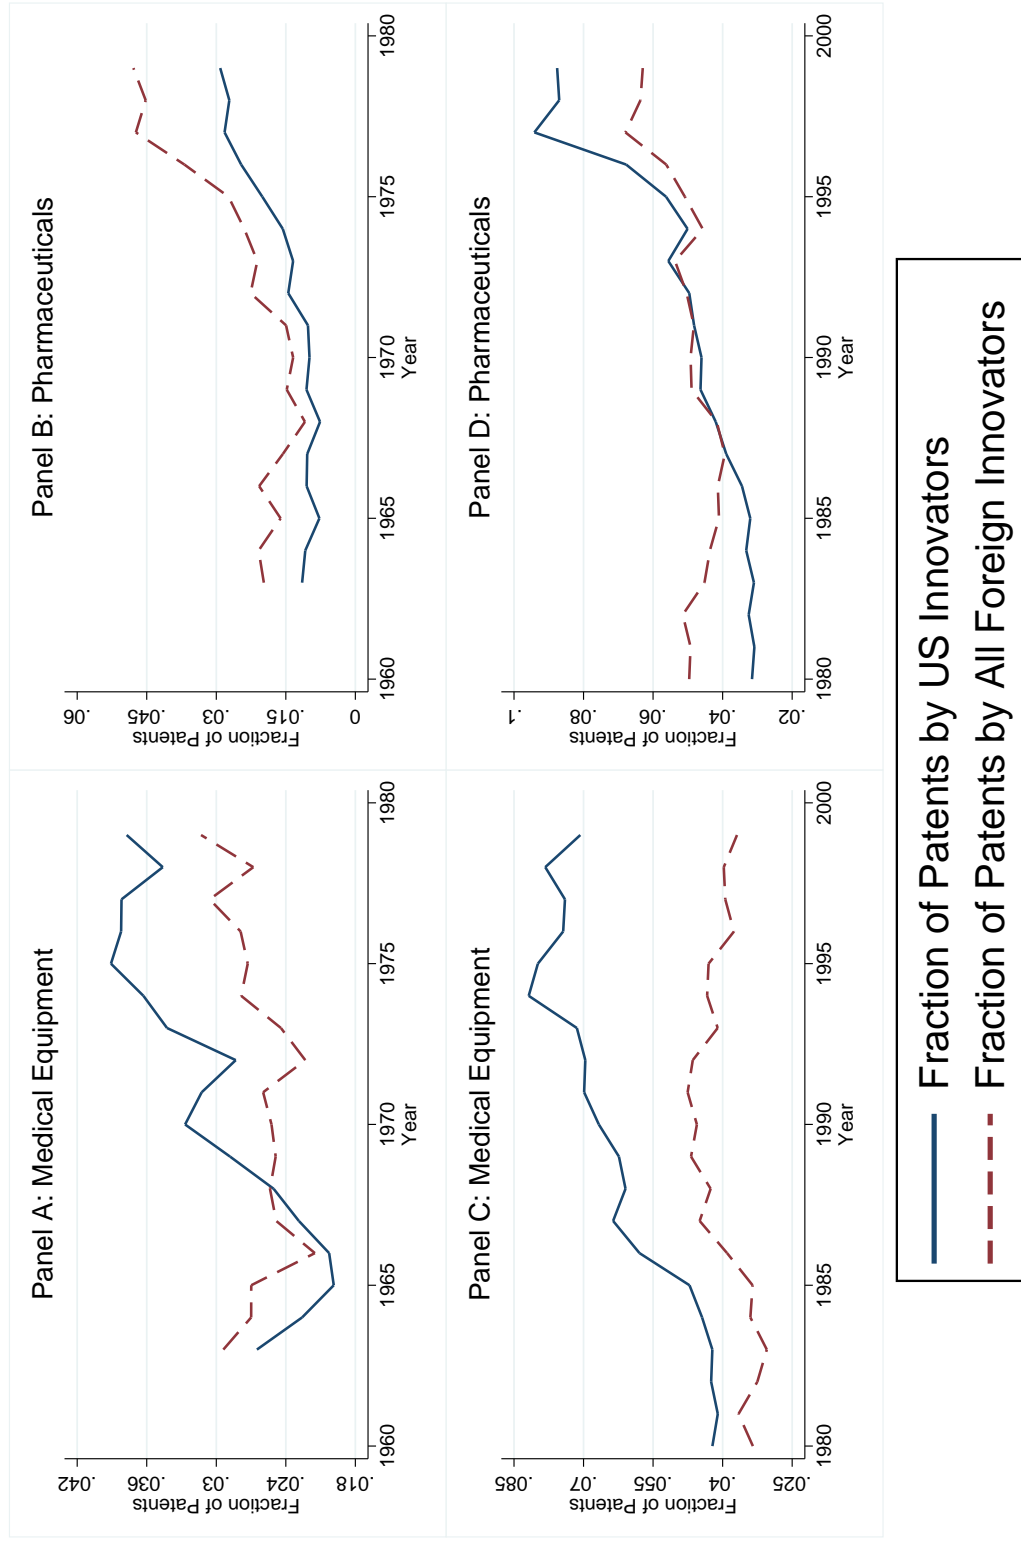 Panel A: Medical Equipment
Fraction of Patents
.042
.036
.03
.024
.018
1960
1965
1970
1975
1980
Year
Panel B: Pharmaceuticals
Fraction of Patents
.06
.045
.03
.015
0
1960
1965
1970
1975
1980
Year
Panel C: Medical Equipment
Fraction of Patents
.085
.07
.055
.04
.025
1980
1985
1990
1995
2000
Year
Panel D: Pharmaceuticals
Fraction of Patents
.1
.08
.06
.04
.02
1980
1985
1990
1995
2000
Year
Fraction of Patents by US Innovators
Fraction of Patents by All Foreign Innovators